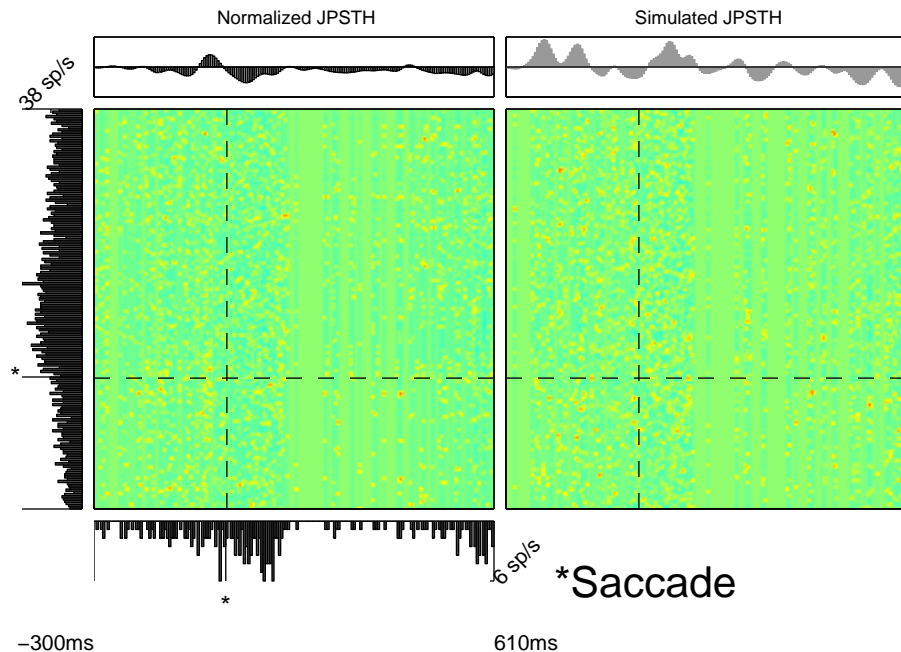 Normalized JPSTH
Simulated JPSTH
38 sp/s
*
6 sp/s
*Saccade
*
−300ms
610ms